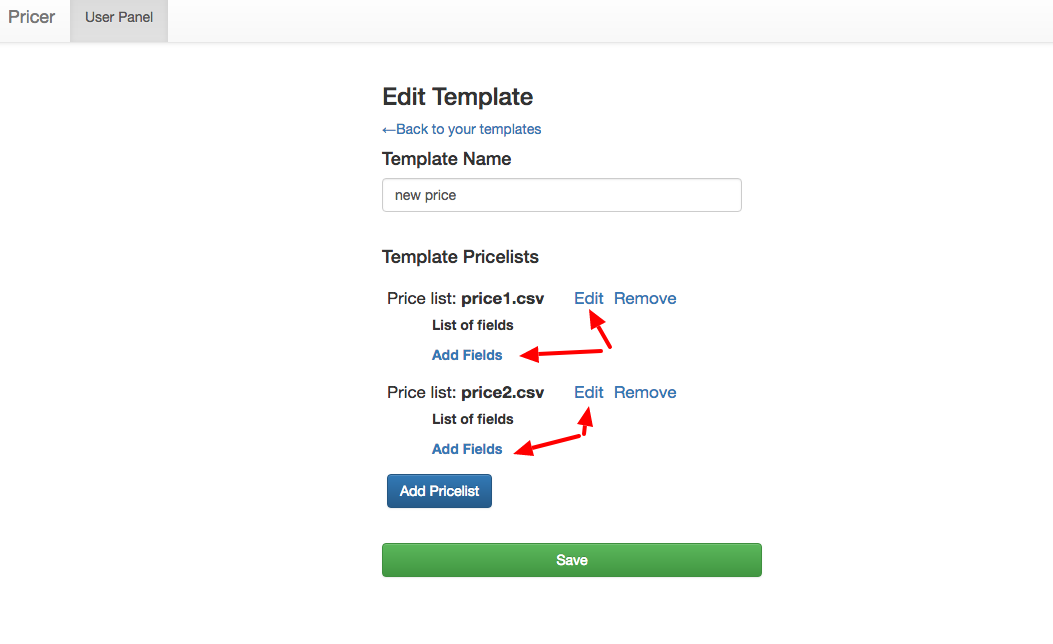 Pricer User Panel
Edit Template
←Back to your templates
Template Name
new price
Template Pricelists
Price list: price1.csv Edit Remove
List of fields
Add Fields
Price list: price2.csv Edit Remove
List of fields
Add Fields
Add Pricelist
Save